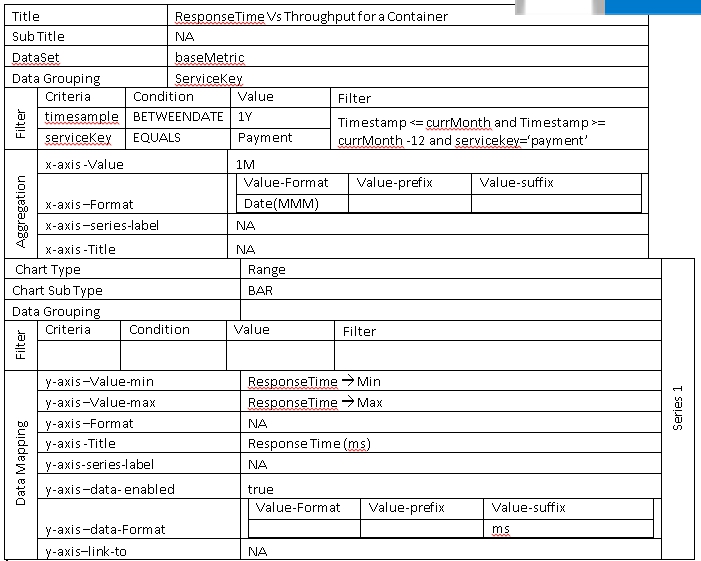 Title ResponseTime Vs Throughput for a Container
Sub Title NA
DataSet baseMetric
Data Grouping ServiceKey
Filter
Criteria Condition Value Filter
timesample BETWEENDATE 1Y
serviceKey EQUALS Payment
Timestamp <= currMonth and Timestamp >=
currMonth -12 and servicekey=‘payment’
Aggregation
x-axis -Value 1M
x-axis –Format
Value-Format Value-prefix Value-suffix
Date(MMM)
x-axis –series-label NA
x-axis -Title NA
Chart Type Range
Chart Sub Type BAR
Data Grouping
Filter
Criteria Condition Value Filter
Data Mapping
y-axis –Value-min ResponseTime → Min
y-axis –Value-max ResponseTime → Max
y-axis –Format NA
y-axis -Title Response Time (ms)
y-axis-series-label NA
y-axis –data- enabled true
y-axis –data-Format
Value-Format Value-prefix Value-suffix
ms
y-axis–link-to NA
Series 1